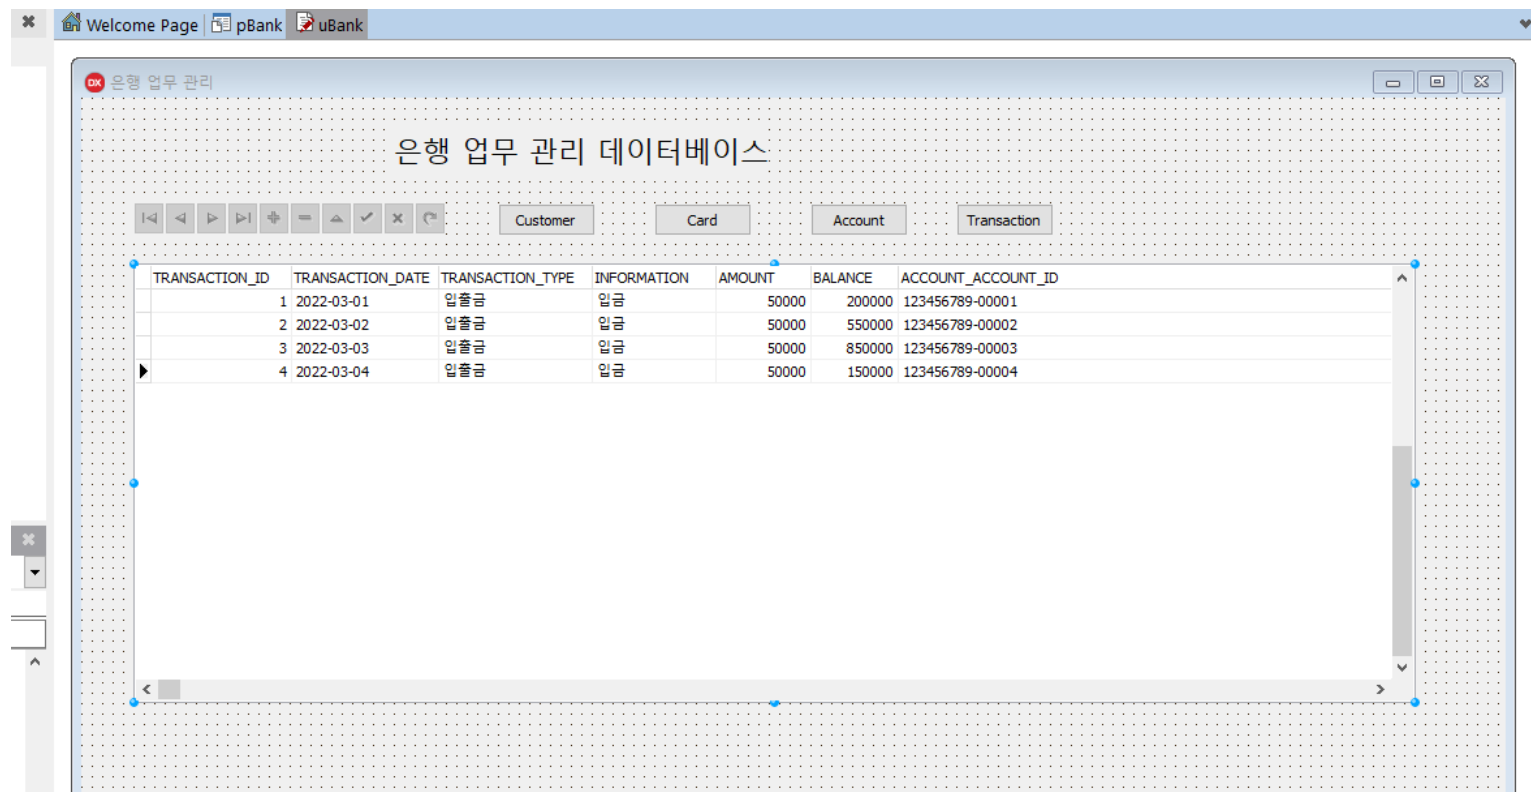 Welcome Page pBank uBank
DX 은행 업무 관리
은행 업무 관리 데이터베이스
Customer Card Account Transaction
TRANSACTION_ID TRANSACTION_DATE TRANSACTION_TYPE INFORMATION AMOUNT BALANCE ACCOUNT_ACCOUNT_ID
1 2022-03-01 입출금 입금 50000 200000 123456789-00001
2 2022-03-02 입출금 입금 50000 550000 123456789-00002
3 2022-03-03 입출금 입금 50000 850000 123456789-00003
4 2022-03-04 입출금 입금 50000 150000 123456789-00004